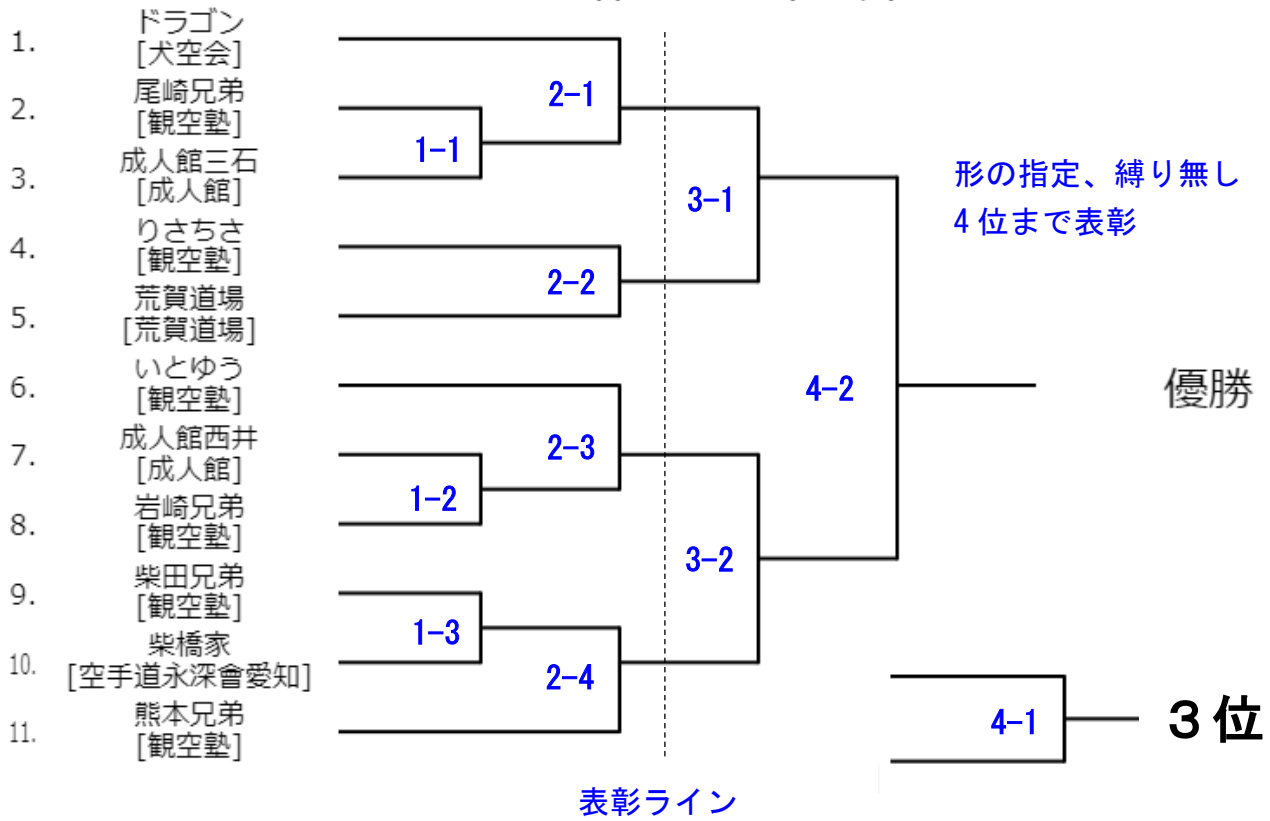 1.
ドラゴン
[犬空会]
2.
尾崎兄弟
[観空塾]
3.
成人館三石
[成人館]
4.
りさちさ
[観空塾]
5.
荒賀道場
[荒賀道場]
6.
いとゆう
[観空塾]
7.
成人館西井
[成人館]
8.
岩崎兄弟
[観空塾]
9.
柴田兄弟
[観空塾]
10.
柴橋家
[空手道永深會愛知]
11.
熊本兄弟
[観空塾]
1-1
1-2
1-3
2-1
2-2
2-3
2-4
3-1
3-2
4-2
形の指定、縛り無し
4位まで表彰
優勝
4-1
3位
表彰ライン